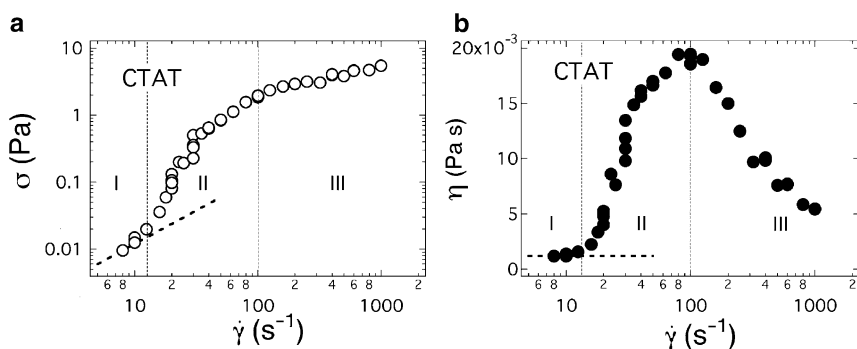 a
10
1
0.1
0.01
σ (Pa)
CTAT
I
II
III
6 8 2 4 6 8 2 4 6 8 2
10 100 1000
γ̇ (s⁻¹)
b
20x10⁻³
15
10
5
0
η (Pa s)
CTAT
I
II
III
6 8 2 4 6 8 2 4 6 8 2
10 100 1000
γ̇ (s⁻¹)